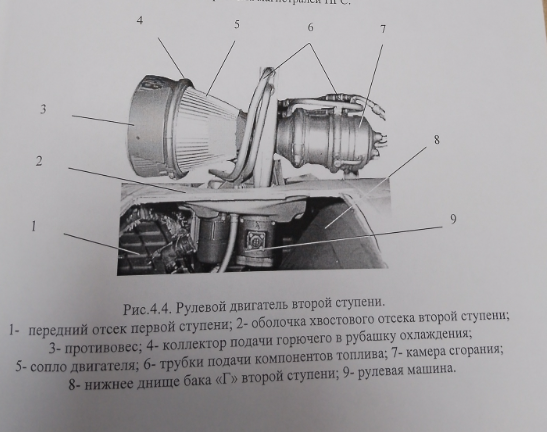 магистралей ПГС.
4
5
6
7
3
8
2
1
9
Рис.4.4. Рулевой двигатель второй ступени.
1- передний отсек первой ступени; 2- оболочка хвостового отсека второй ступени;
3- противовес; 4- коллектор подачи горючего в рубашку охлаждения;
5- сопло двигателя; 6- трубки подачи компонентов топлива; 7- камера сгорания;
8- нижнее днище бака «Г» второй ступени; 9- рулевая машина.